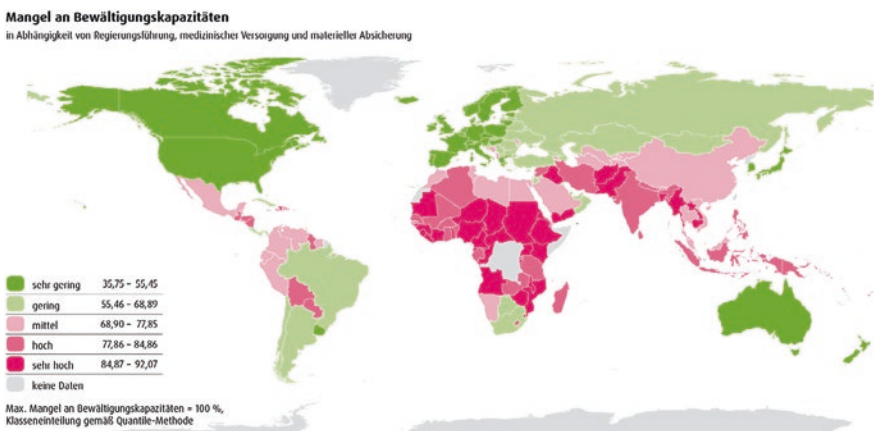 Mangel an Bewältigungskapazitäten
in Abhängigkeit von Regierungsführung, medizinischer Versorgung und materieller Absicherung
sehr gering 35,75 – 55,45
gering 55,46 – 68,89
mittel 68,90 – 77,85
hoch 77,86 – 84,86
sehr hoch 84,87 – 92,07
keine Daten
Max. Mangel an Bewältigungskapazitäten = 100 %,
Klasseneinteilung gemäß Quantile-Methode